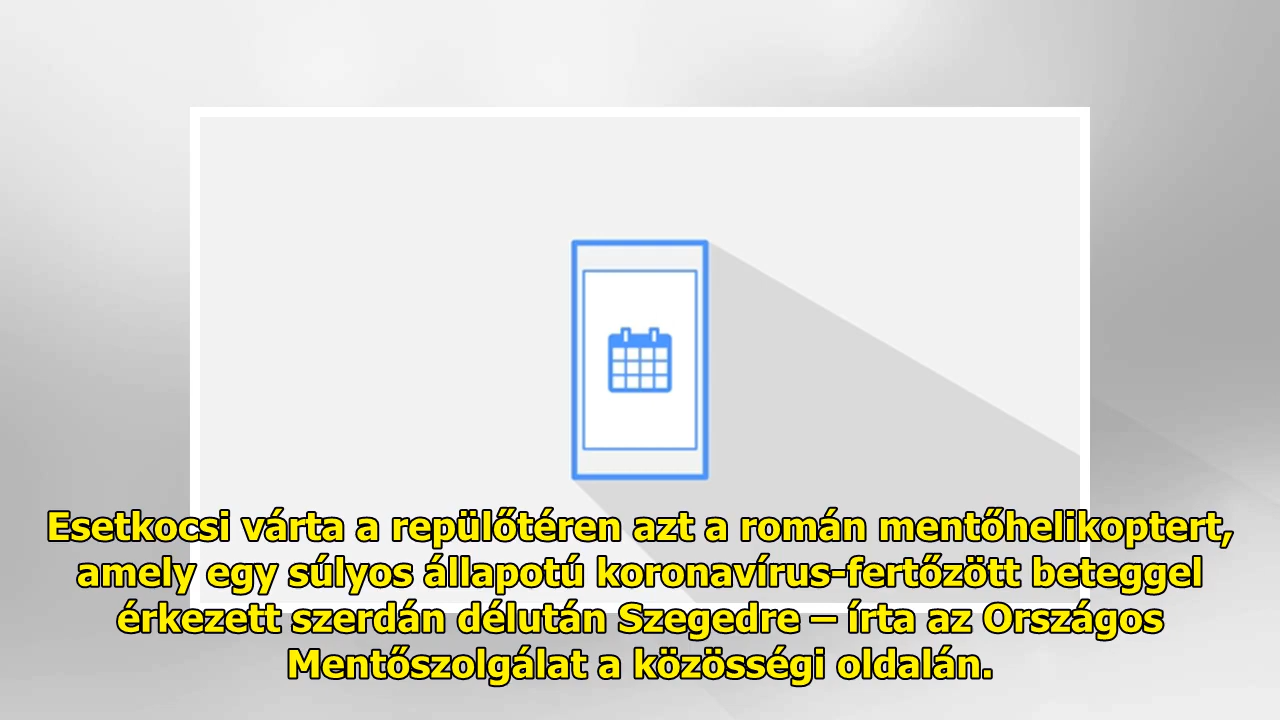 Esetkocsi várta a repülőtéren azt a román mentőhelikoptert,
amely egy súlyos állapotú koronavírus-fertőzött beteggel
érkezett szerdán délután Szegedre – írta az Országos
Mentőszolgálat a közösségi oldalán.